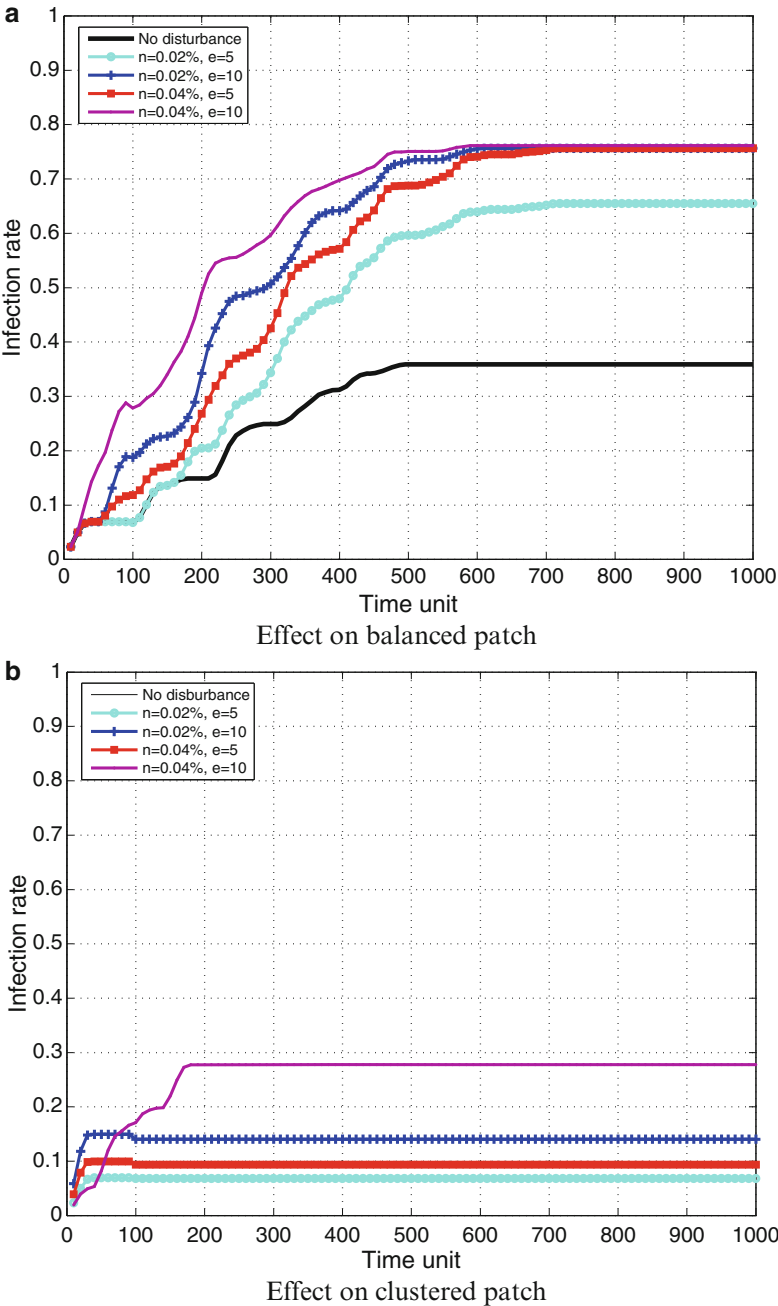 a
1
0.9
0.8
0.7
0.6
0.5
0.4
0.3
0.2
0.1
0
No disturbance
n=0.02%, e=5
n=0.02%, e=10
n=0.04%, e=5
n=0.04%, e=10
Infection rate
0 100 200 300 400 500 600 700 800 900 1000
Time unit
Effect on balanced patch
b
1
0.9
0.8
0.7
0.6
0.5
0.4
0.3
0.2
0.1
0
No disburbance
n=0.02%, e=5
n=0.02%, e=10
n=0.04%, e=5
n=0.04%, e=10
Infection rate
0 100 200 300 400 500 600 700 800 900 1000
Time unit
Effect on clustered patch